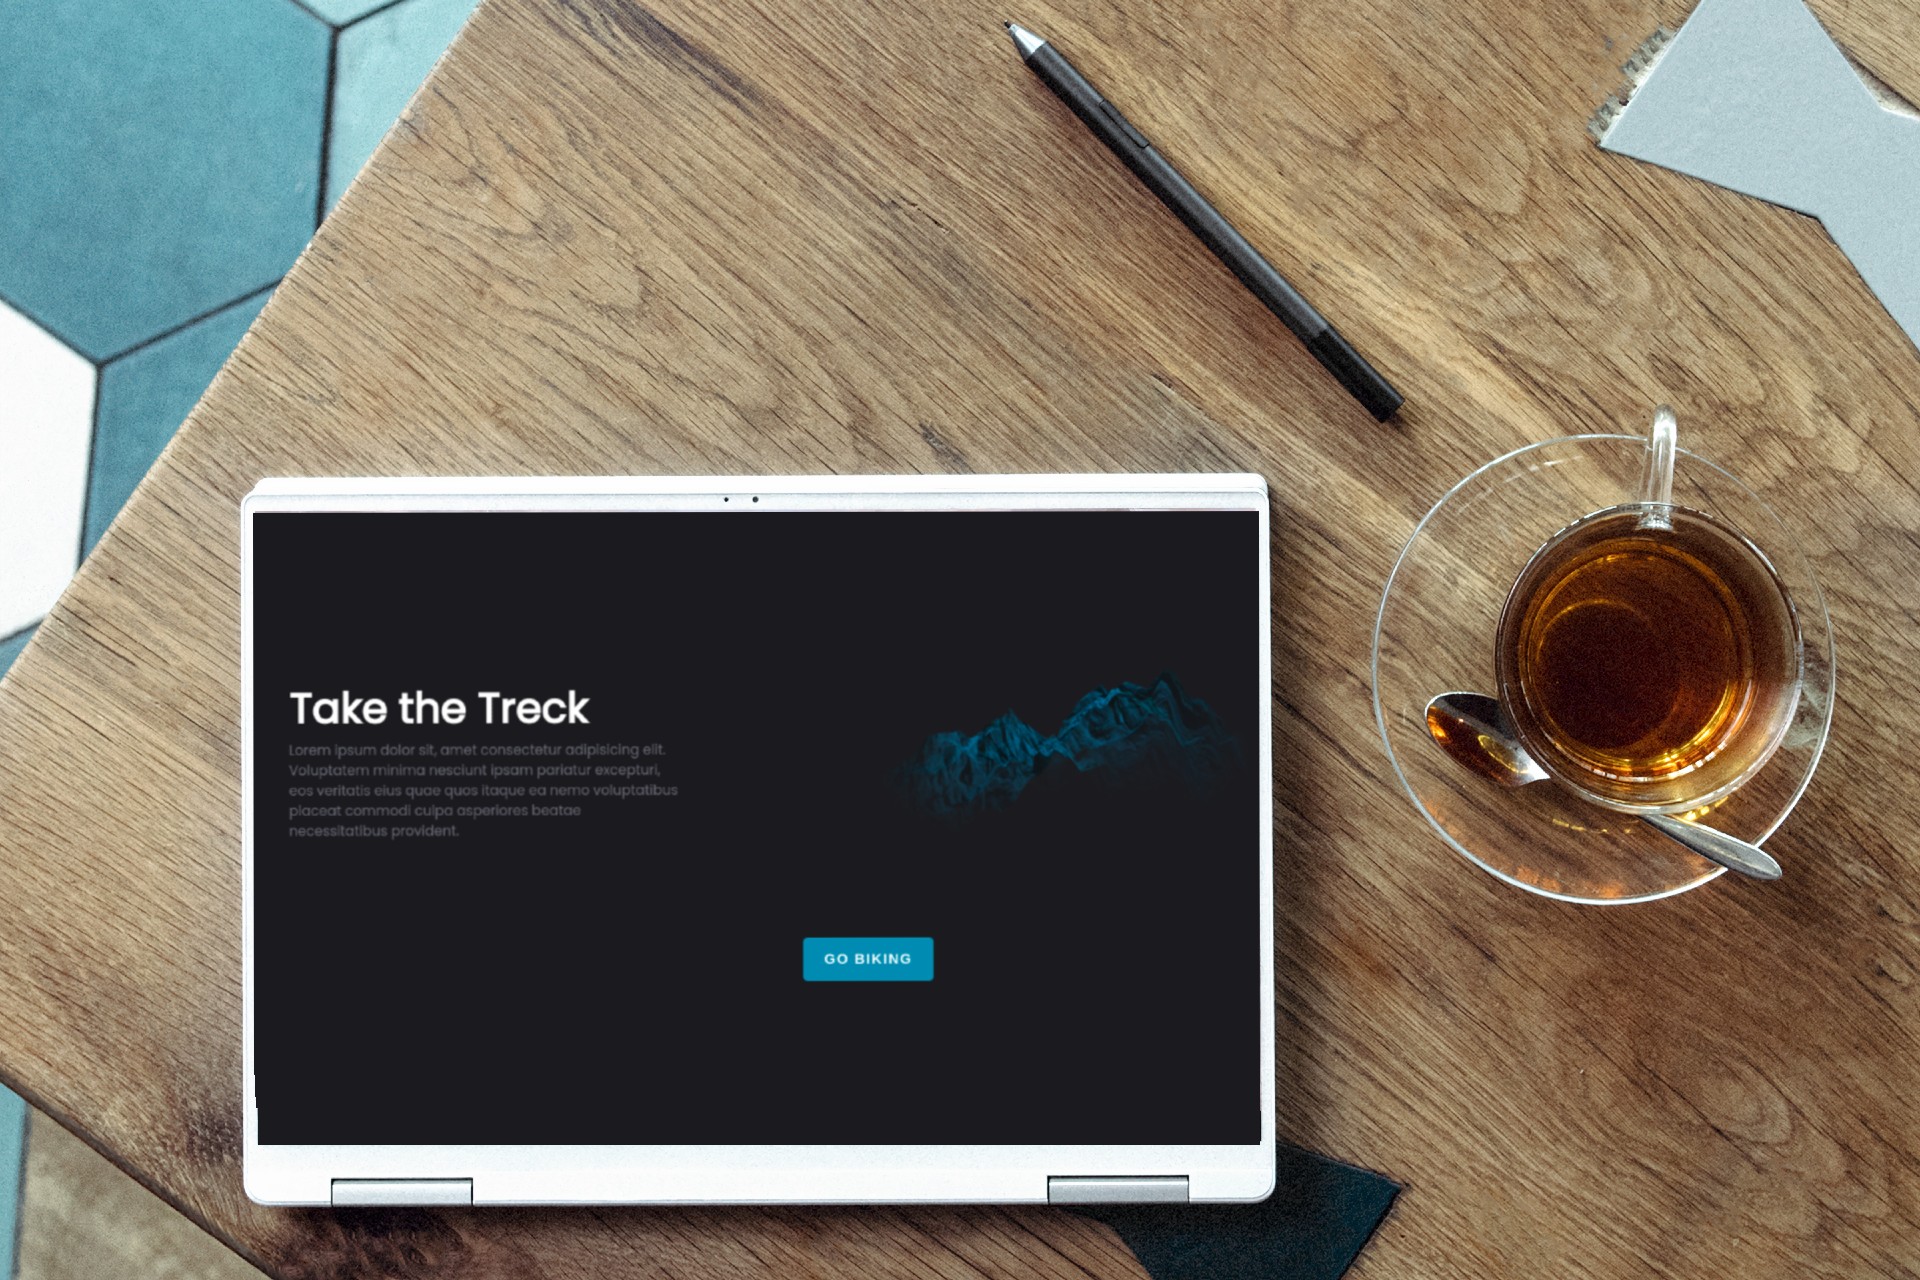 Take the Treck
Lorem ipsum dolor sit, amet consectetur adipisicing elit.
Voluptatem minima nesciunt ipsam pariatur excepturi,
eos veritatis eius quae quos itaque ea nemo voluptatibus
placeat commodi culpa asperiores beatae
necessitatibus provident.
GO BIKING